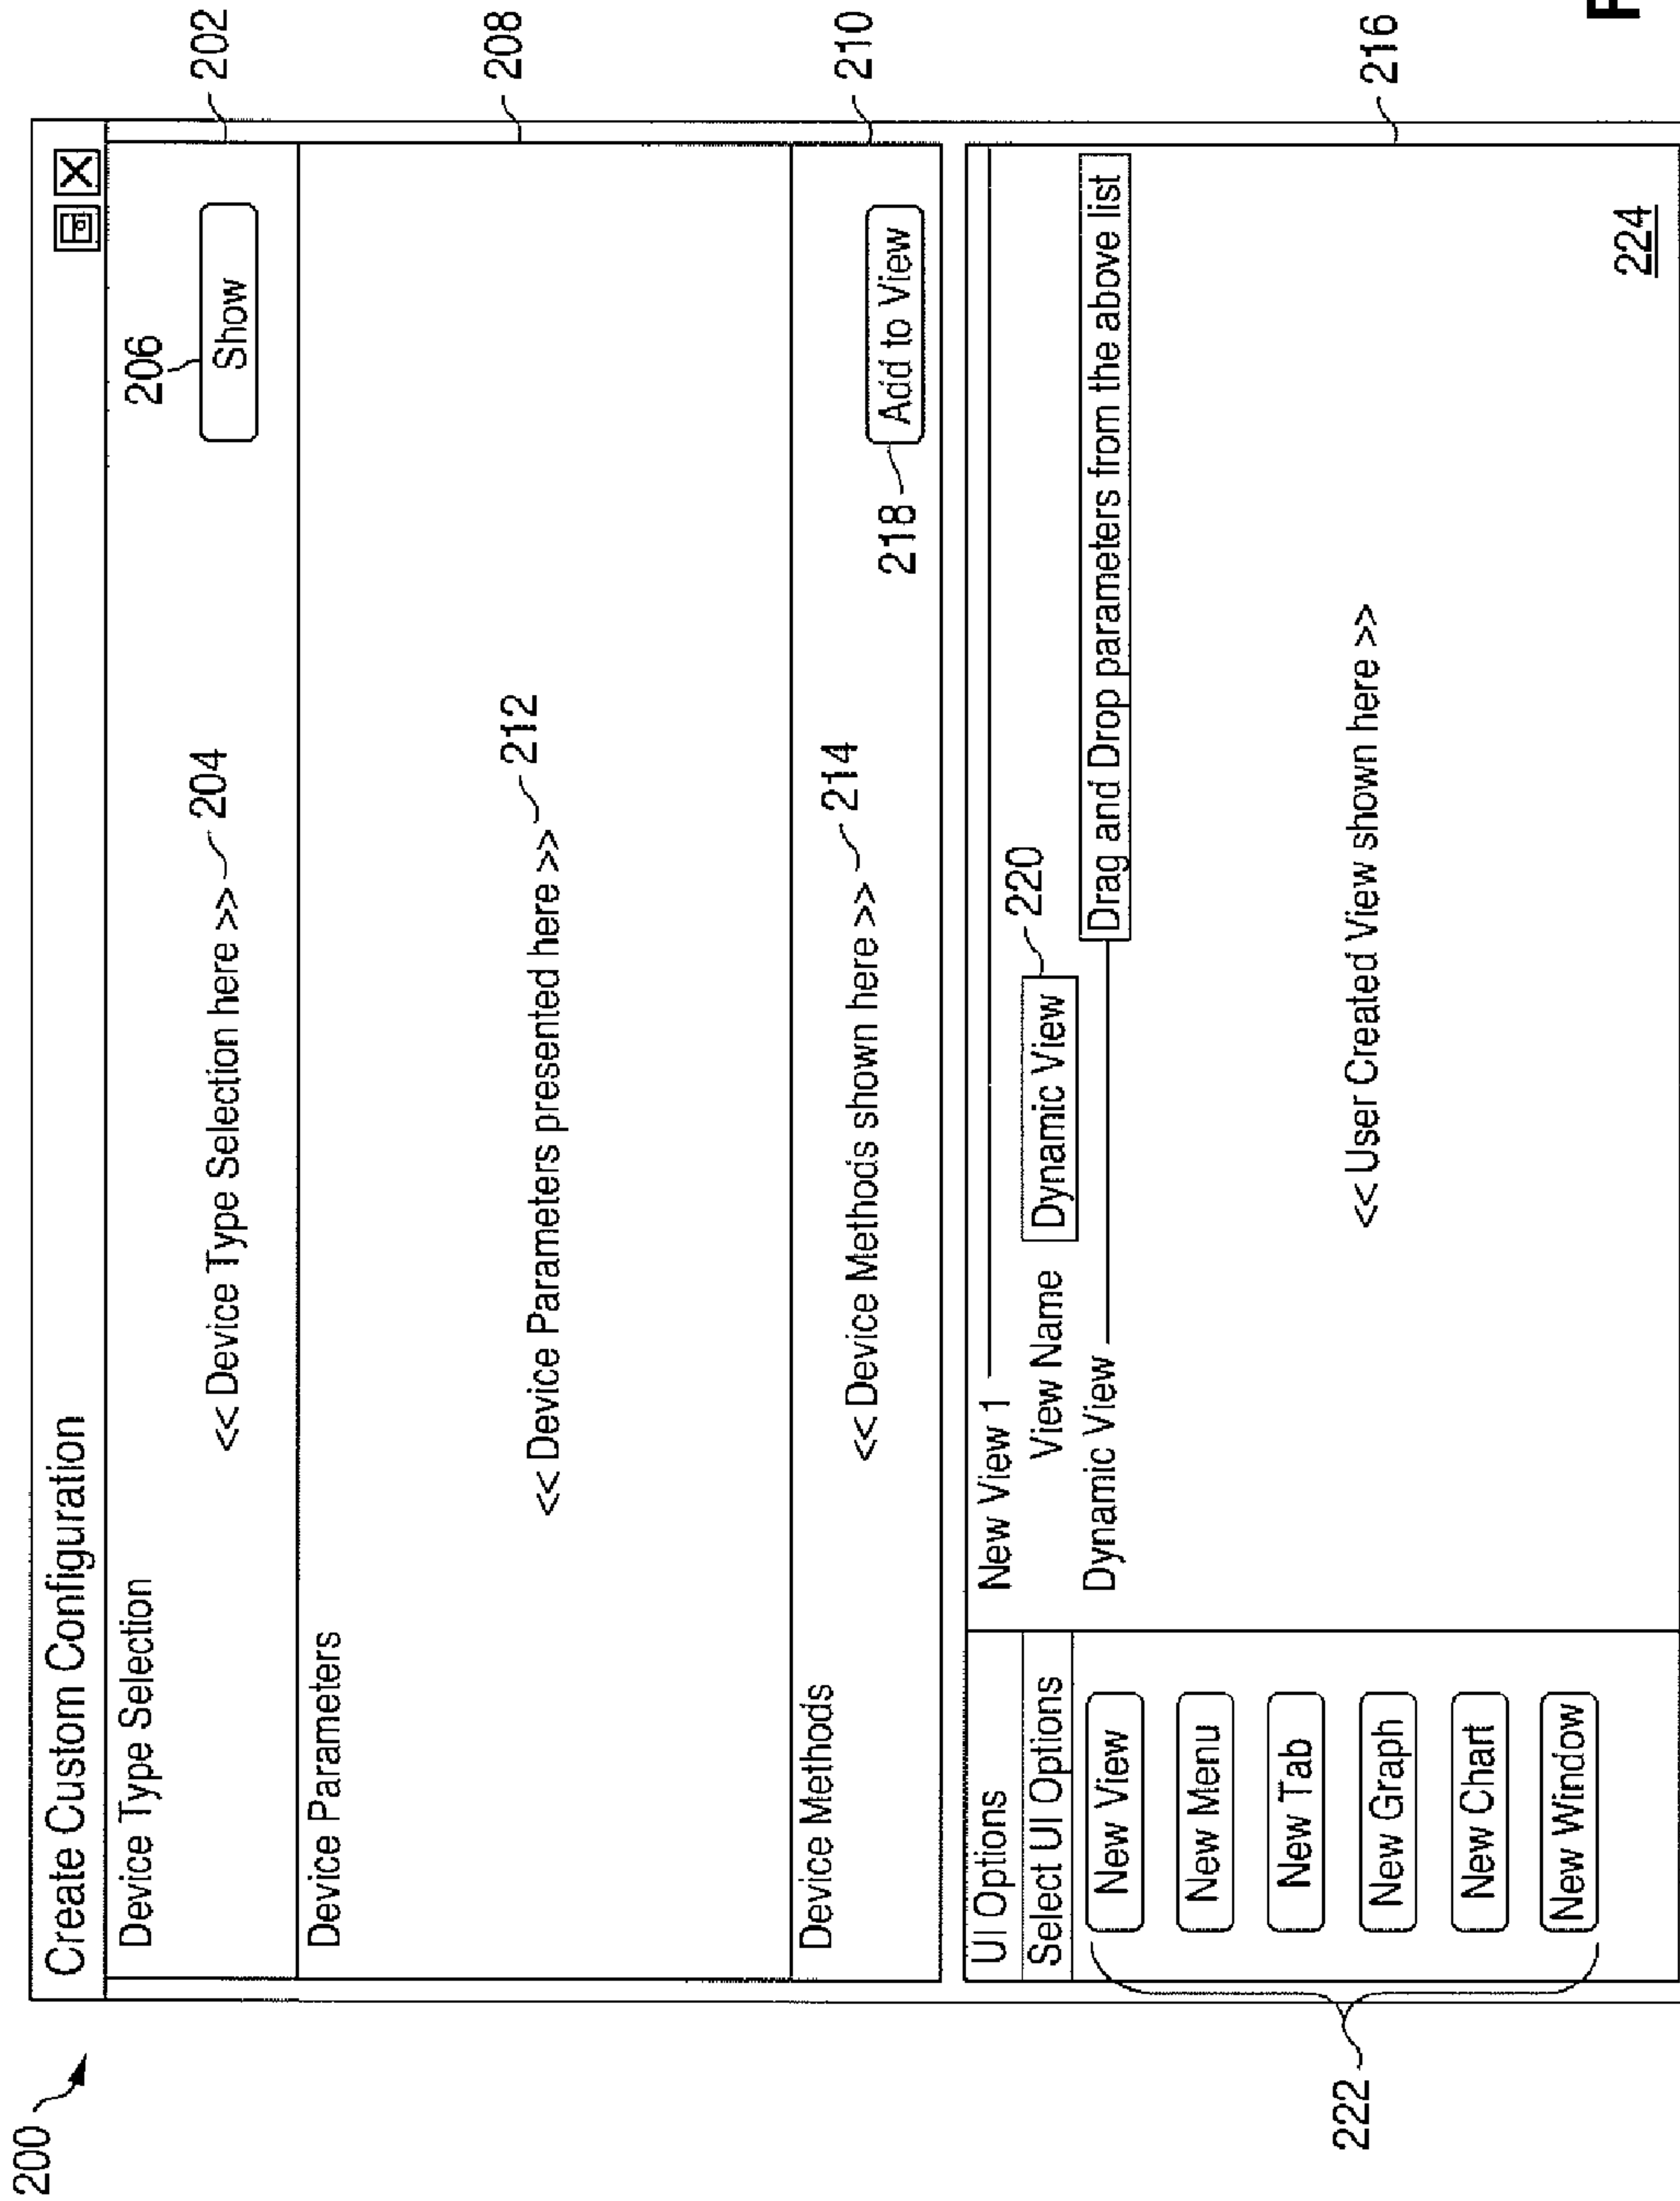 200
Create Custom Configuration
Device Type Selection
202
206
<< Device Type Selection here >>
204
Show
Device Parameters
208
<< Device Parameters presented here >>
212
Device Methods
210
<< Device Methods shown here >>
214
218
Add to View
UI Options
Select UI Options
New View
New Menu
New Tab
New Graph
New Chart
New Window
222
New View 1
View Name
Dynamic View
220
Dynamic View
Drag and Drop parameters from the above list
216
<< User Created View shown here >>
224